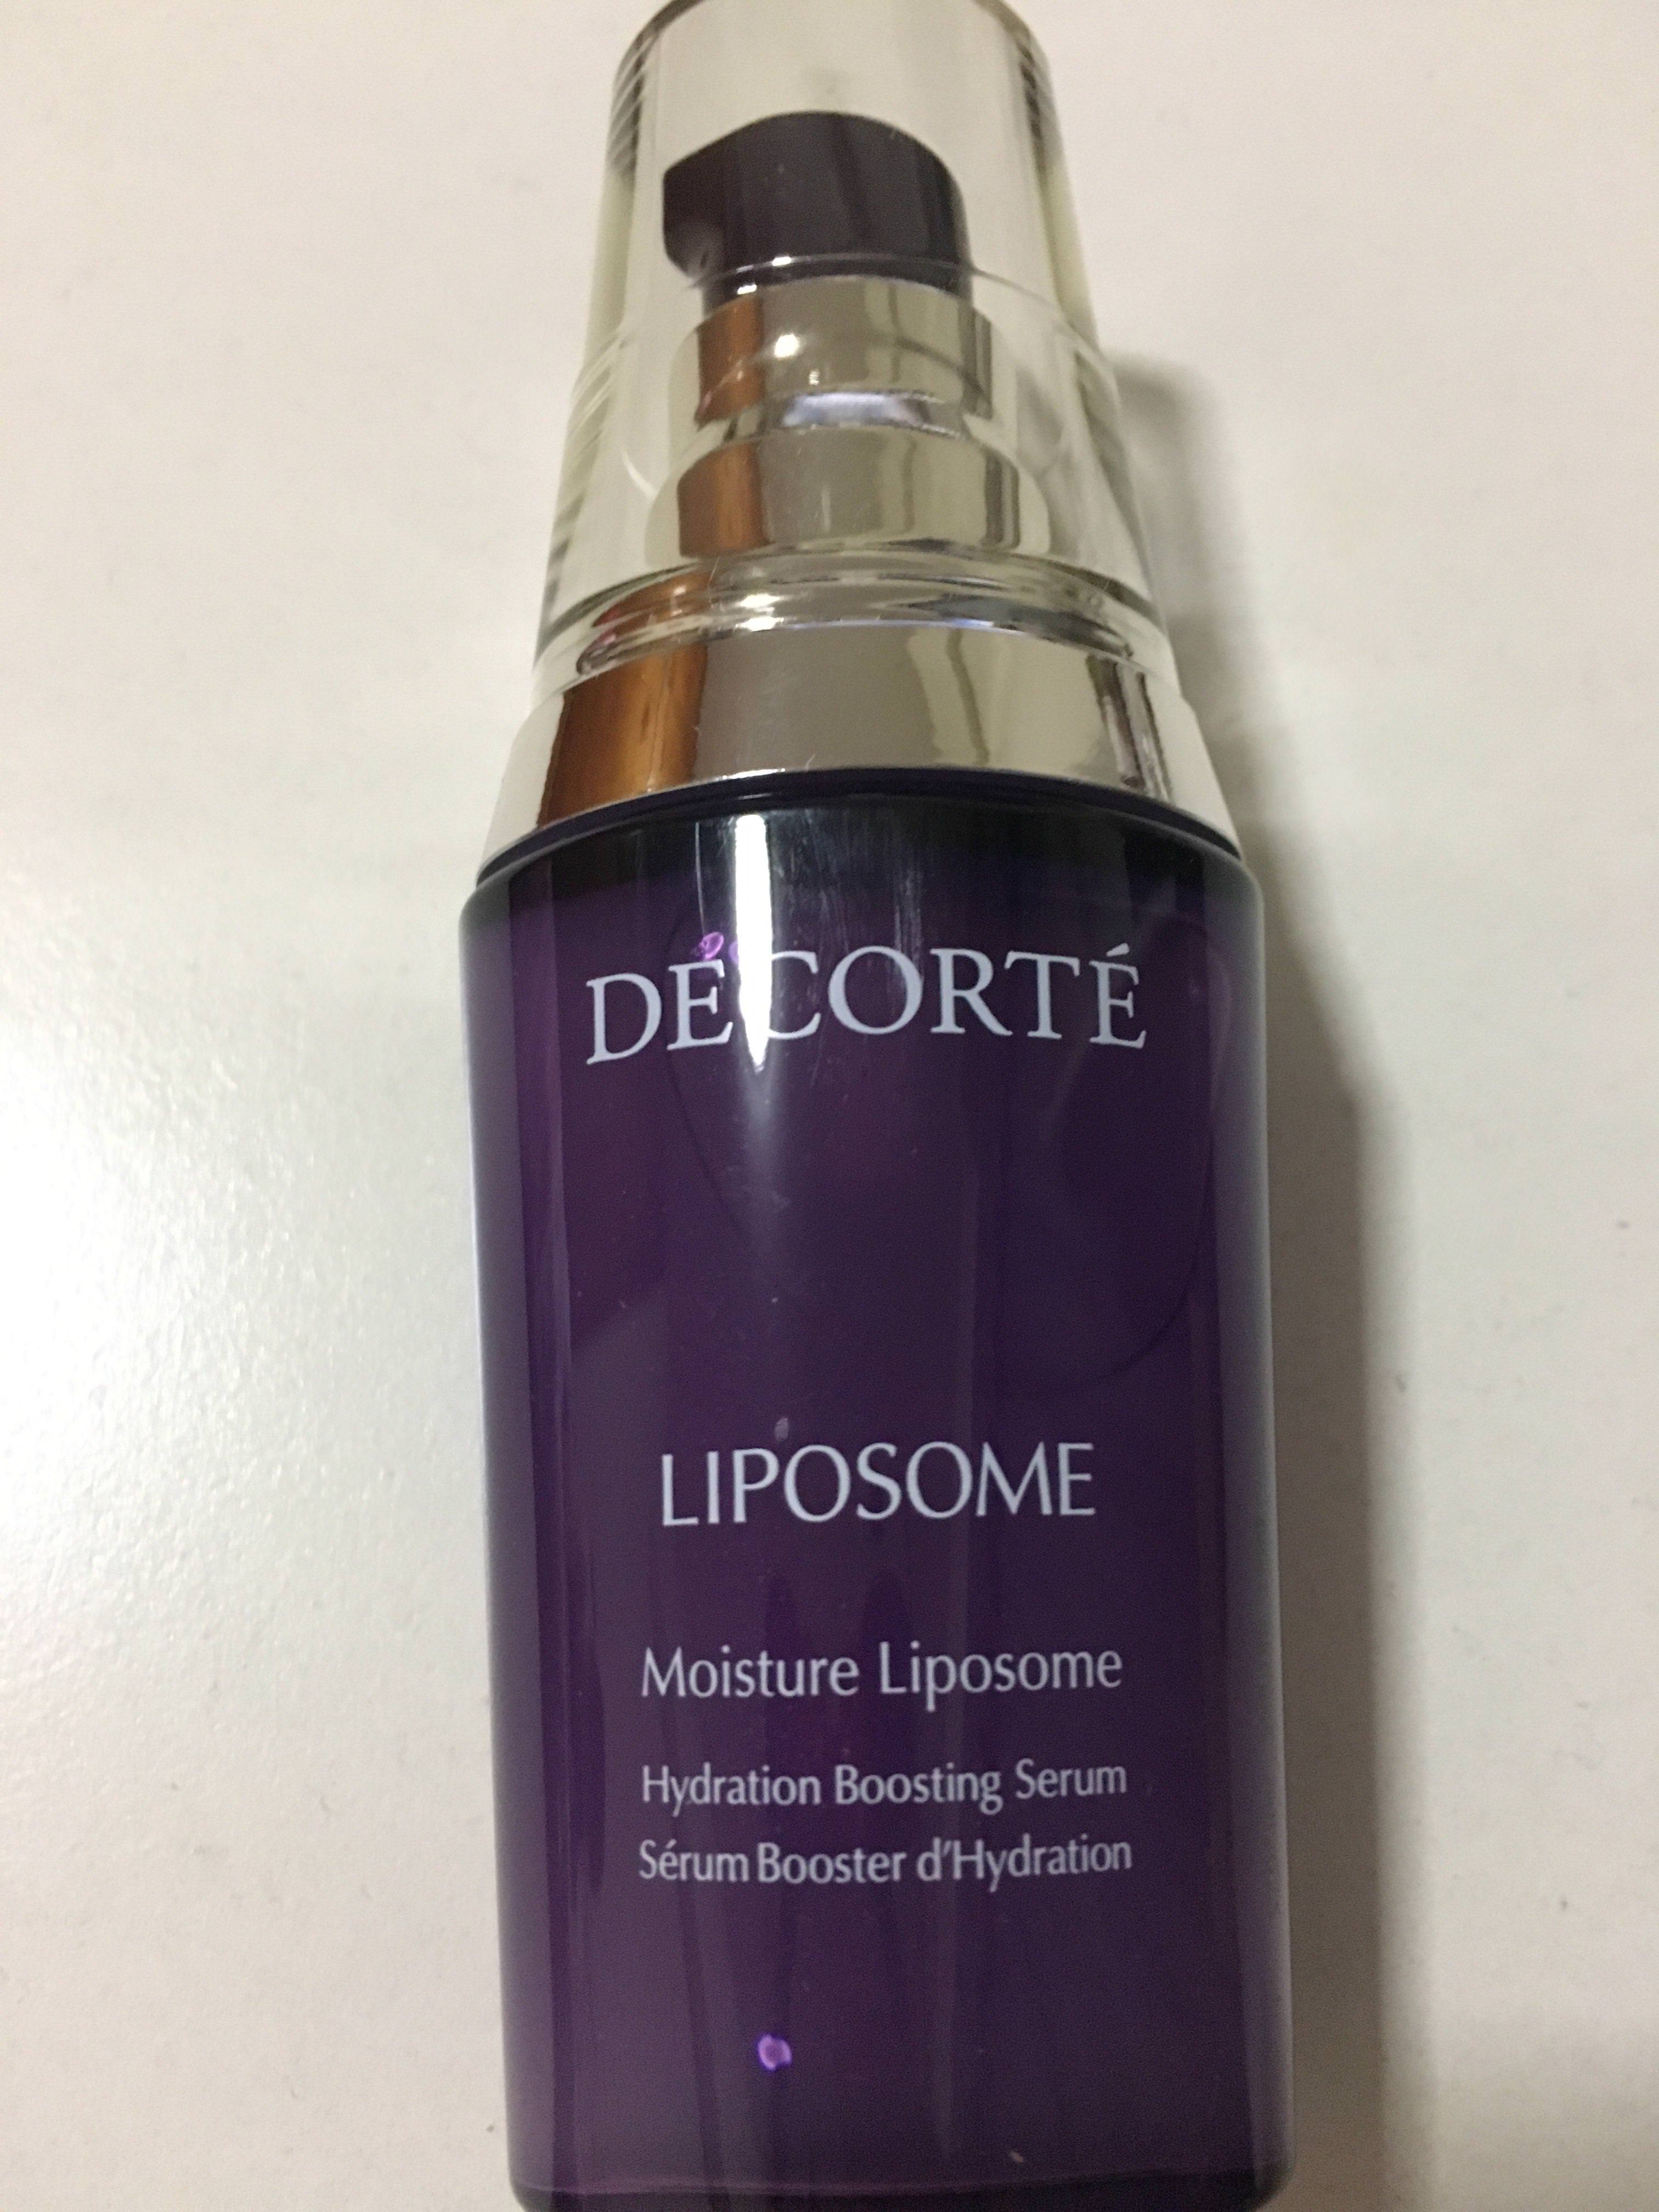 DECORTÉ
LIPOSOME
Moisture Liposome
Hydration Boosting Serum
Sérum Booster d'Hydration